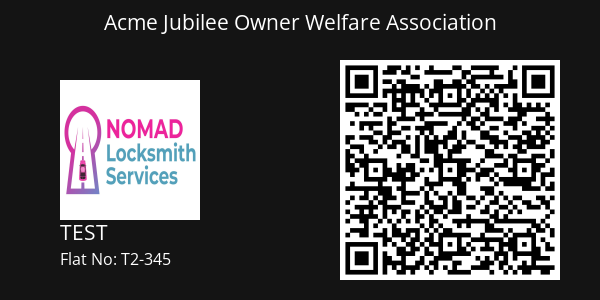 Acme Jubilee Owner Welfare Association
NOMAD
Locksmith
Services
TEST
Flat No: T2-345